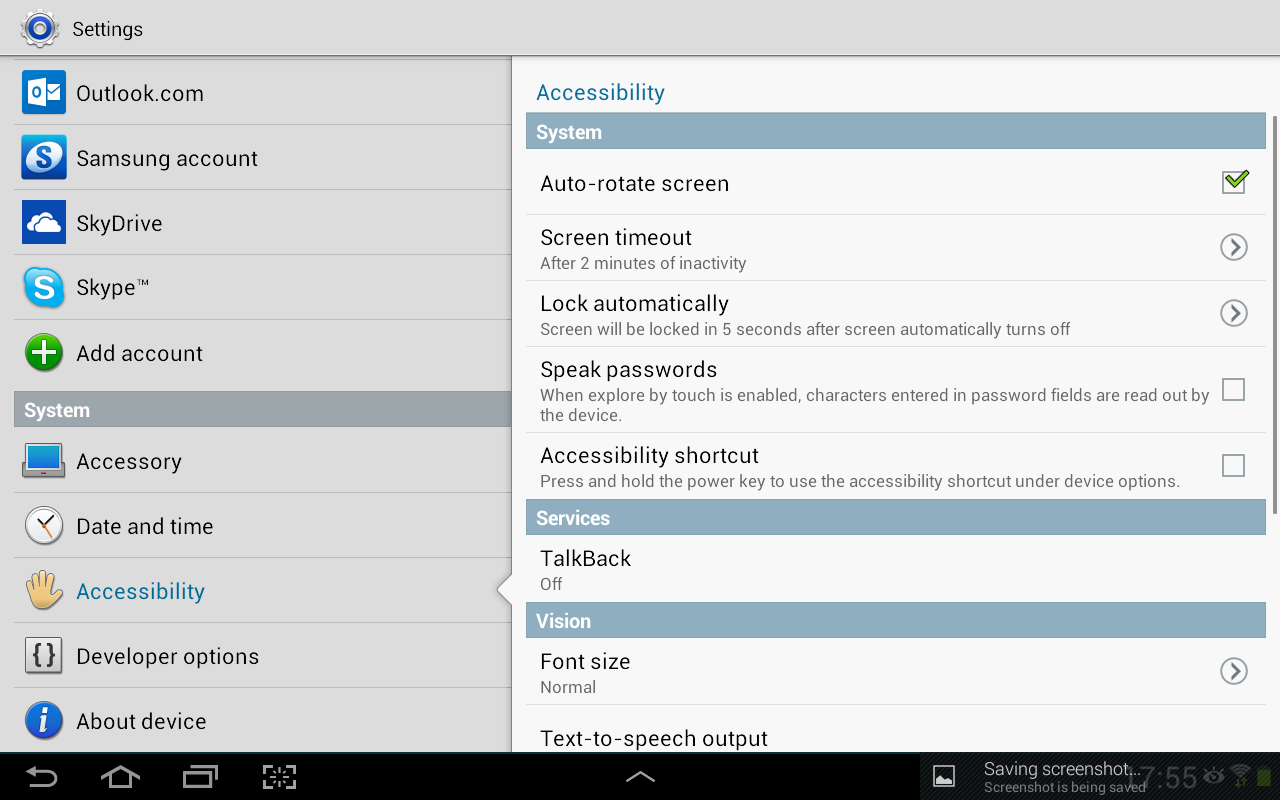 Settings
Outlook.com
Samsung account
SkyDrive
Skype™
Add account
System
Accessory
Date and time
Accessibility
Developer options
About device
Accessibility
System
Auto-rotate screen
Screen timeout
After 2 minutes of inactivity
Lock automatically
Screen will be locked in 5 seconds after screen automatically turns off
Speak passwords
When explore by touch is enabled, characters entered in password fields are read out by
the device.
Accessibility shortcut
Press and hold the power key to use the accessibility shortcut under device options.
Services
TalkBack
Off
Vision
Font size
Normal
Text-to-speech output
Saving screenshot...
Screenshot is being saved
17:55